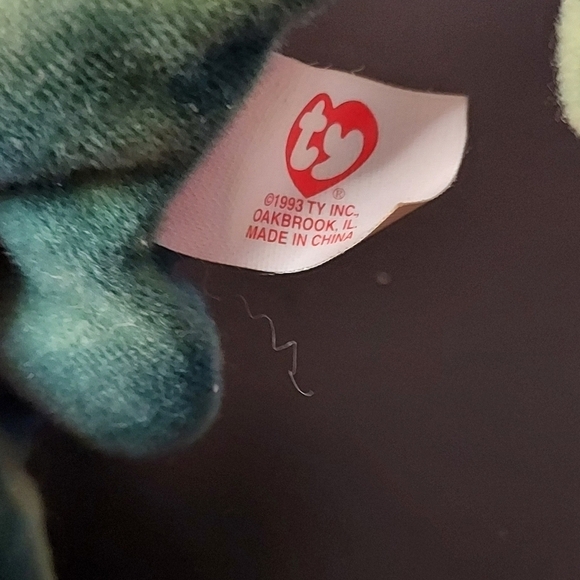 ty
®
©1993 TY INC.,
OAKBROOK, IL.
MADE IN CHINA